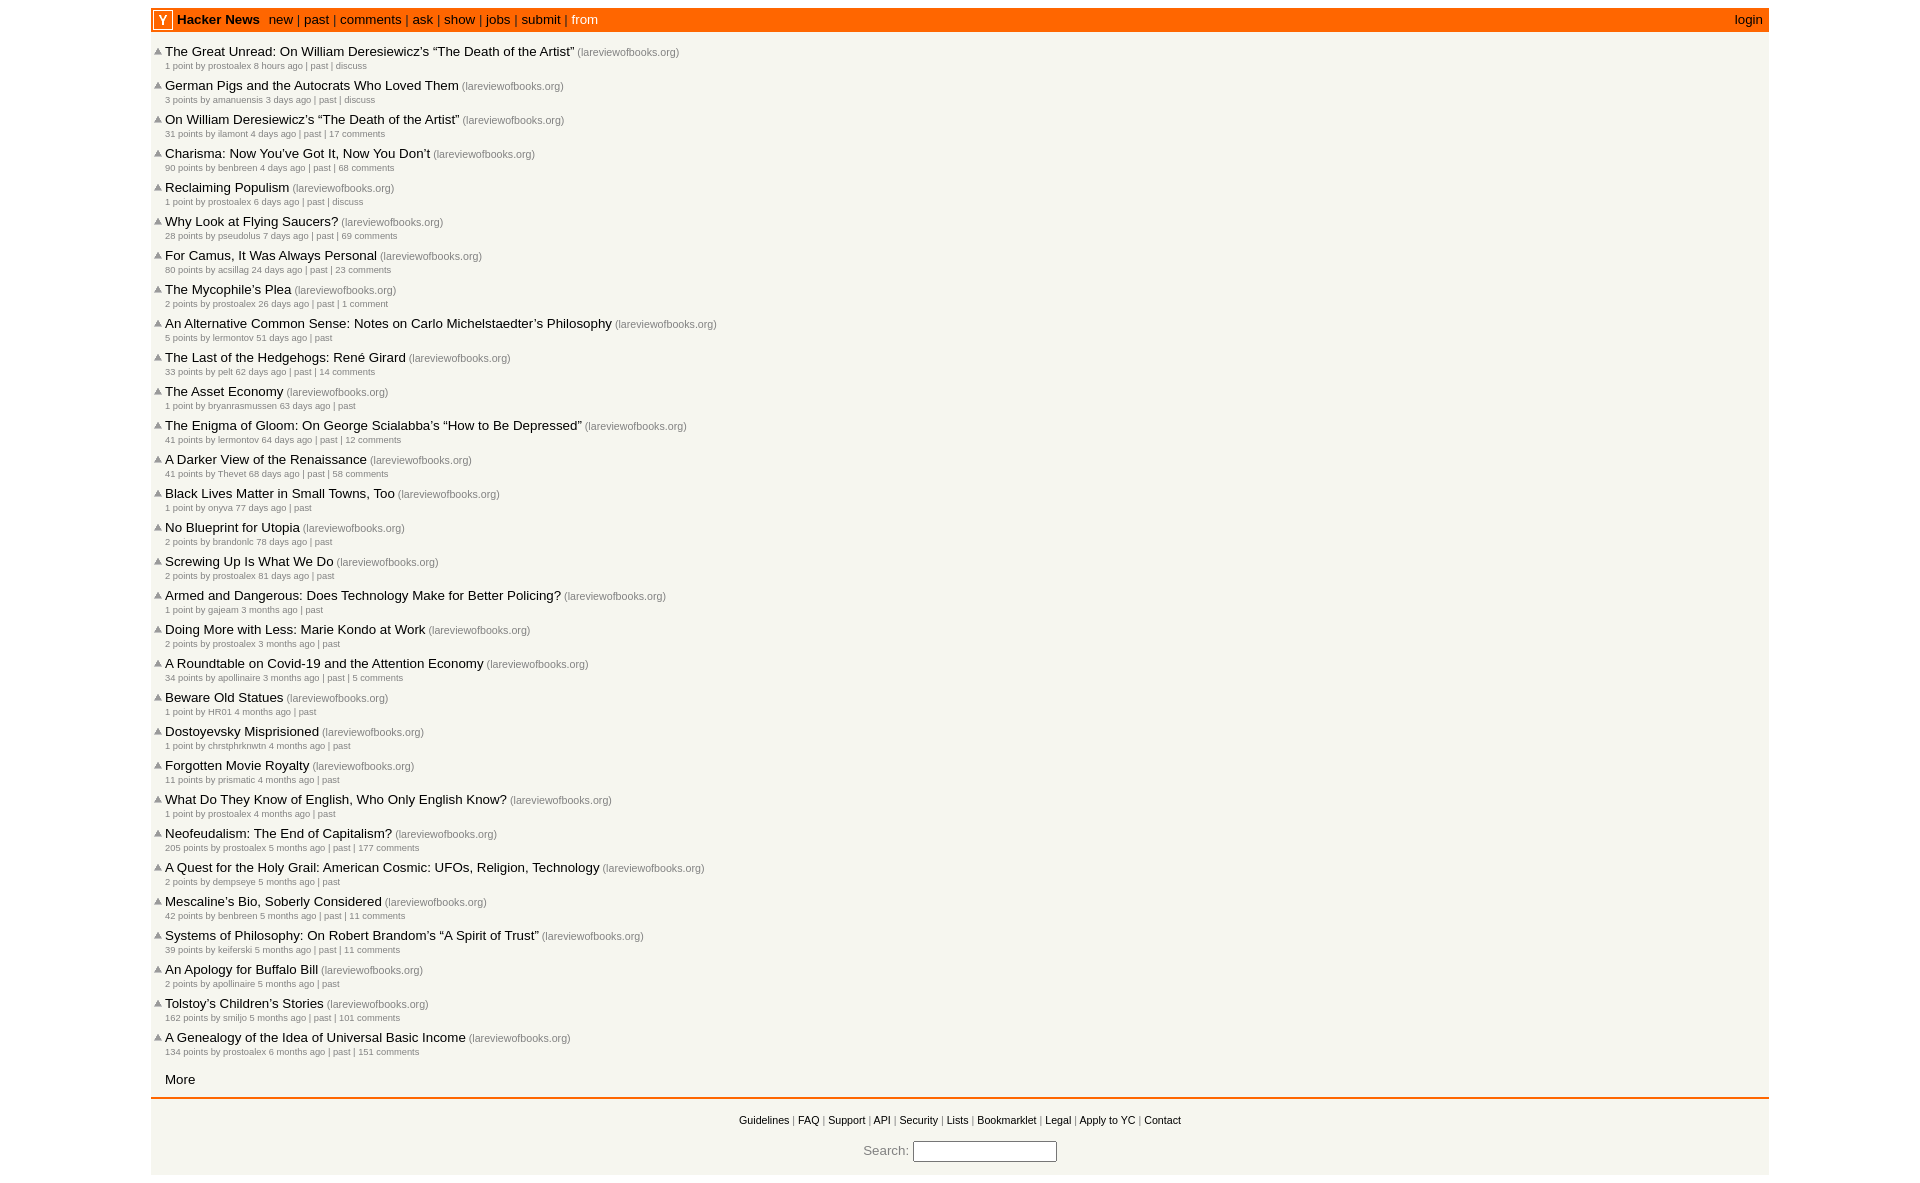 Y Hacker News new | past | comments | ask | show | jobs | submit | from login
The Great Unread: On William Deresiewicz’s “The Death of the Artist” (lareviewofbooks.org)
1 point by prostoalex 8 hours ago | past | discuss
German Pigs and the Autocrats Who Loved Them (lareviewofbooks.org)
3 points by amanuensis 3 days ago | past | discuss
On William Deresiewicz’s “The Death of the Artist” (lareviewofbooks.org)
31 points by ilamont 4 days ago | past | 17 comments
Charisma: Now You’ve Got It, Now You Don’t (lareviewofbooks.org)
90 points by benbreen 4 days ago | past | 68 comments
Reclaiming Populism (lareviewofbooks.org)
1 point by prostoalex 6 days ago | past | discuss
Why Look at Flying Saucers? (lareviewofbooks.org)
28 points by pseudolus 7 days ago | past | 69 comments
For Camus, It Was Always Personal (lareviewofbooks.org)
80 points by acsillag 24 days ago | past | 23 comments
The Mycophile’s Plea (lareviewofbooks.org)
2 points by prostoalex 26 days ago | past | 1 comment
An Alternative Common Sense: Notes on Carlo Michelstaedter’s Philosophy (lareviewofbooks.org)
5 points by lermontov 51 days ago | past
The Last of the Hedgehogs: René Girard (lareviewofbooks.org)
33 points by pelt 62 days ago | past | 14 comments
The Asset Economy (lareviewofbooks.org)
1 point by bryanrasmussen 63 days ago | past
The Enigma of Gloom: On George Scialabba’s “How to Be Depressed” (lareviewofbooks.org)
41 points by lermontov 64 days ago | past | 12 comments
A Darker View of the Renaissance (lareviewofbooks.org)
41 points by Thevet 68 days ago | past | 58 comments
Black Lives Matter in Small Towns, Too (lareviewofbooks.org)
1 point by onyva 77 days ago | past
No Blueprint for Utopia (lareviewofbooks.org)
2 points by brandonlc 78 days ago | past
Screwing Up Is What We Do (lareviewofbooks.org)
2 points by prostoalex 81 days ago | past
Armed and Dangerous: Does Technology Make for Better Policing? (lareviewofbooks.org)
1 point by gajeam 3 months ago | past
Doing More with Less: Marie Kondo at Work (lareviewofbooks.org)
2 points by prostoalex 3 months ago | past
A Roundtable on Covid-19 and the Attention Economy (lareviewofbooks.org)
34 points by apollinaire 3 months ago | past | 5 comments
Beware Old Statues (lareviewofbooks.org)
1 point by HR01 4 months ago | past
Dostoyevsky Misprisioned (lareviewofbooks.org)
1 point by chrstphrknwtn 4 months ago | past
Forgotten Movie Royalty (lareviewofbooks.org)
11 points by prismatic 4 months ago | past
What Do They Know of English, Who Only English Know? (lareviewofbooks.org)
1 point by prostoalex 4 months ago | past
Neofeudalism: The End of Capitalism? (lareviewofbooks.org)
205 points by prostoalex 5 months ago | past | 177 comments
A Quest for the Holy Grail: American Cosmic: UFOs, Religion, Technology (lareviewofbooks.org)
2 points by dempseye 5 months ago | past
Mescaline’s Bio, Soberly Considered (lareviewofbooks.org)
42 points by benbreen 5 months ago | past | 11 comments
Systems of Philosophy: On Robert Brandom’s “A Spirit of Trust” (lareviewofbooks.org)
39 points by keiferski 5 months ago | past | 11 comments
An Apology for Buffalo Bill (lareviewofbooks.org)
2 points by apollinaire 5 months ago | past
Tolstoy’s Children’s Stories (lareviewofbooks.org)
162 points by smiljo 5 months ago | past | 101 comments
A Genealogy of the Idea of Universal Basic Income (lareviewofbooks.org)
134 points by prostoalex 6 months ago | past | 151 comments
More
Guidelines | FAQ | Support | API | Security | Lists | Bookmarklet | Legal | Apply to YC | Contact
Search: